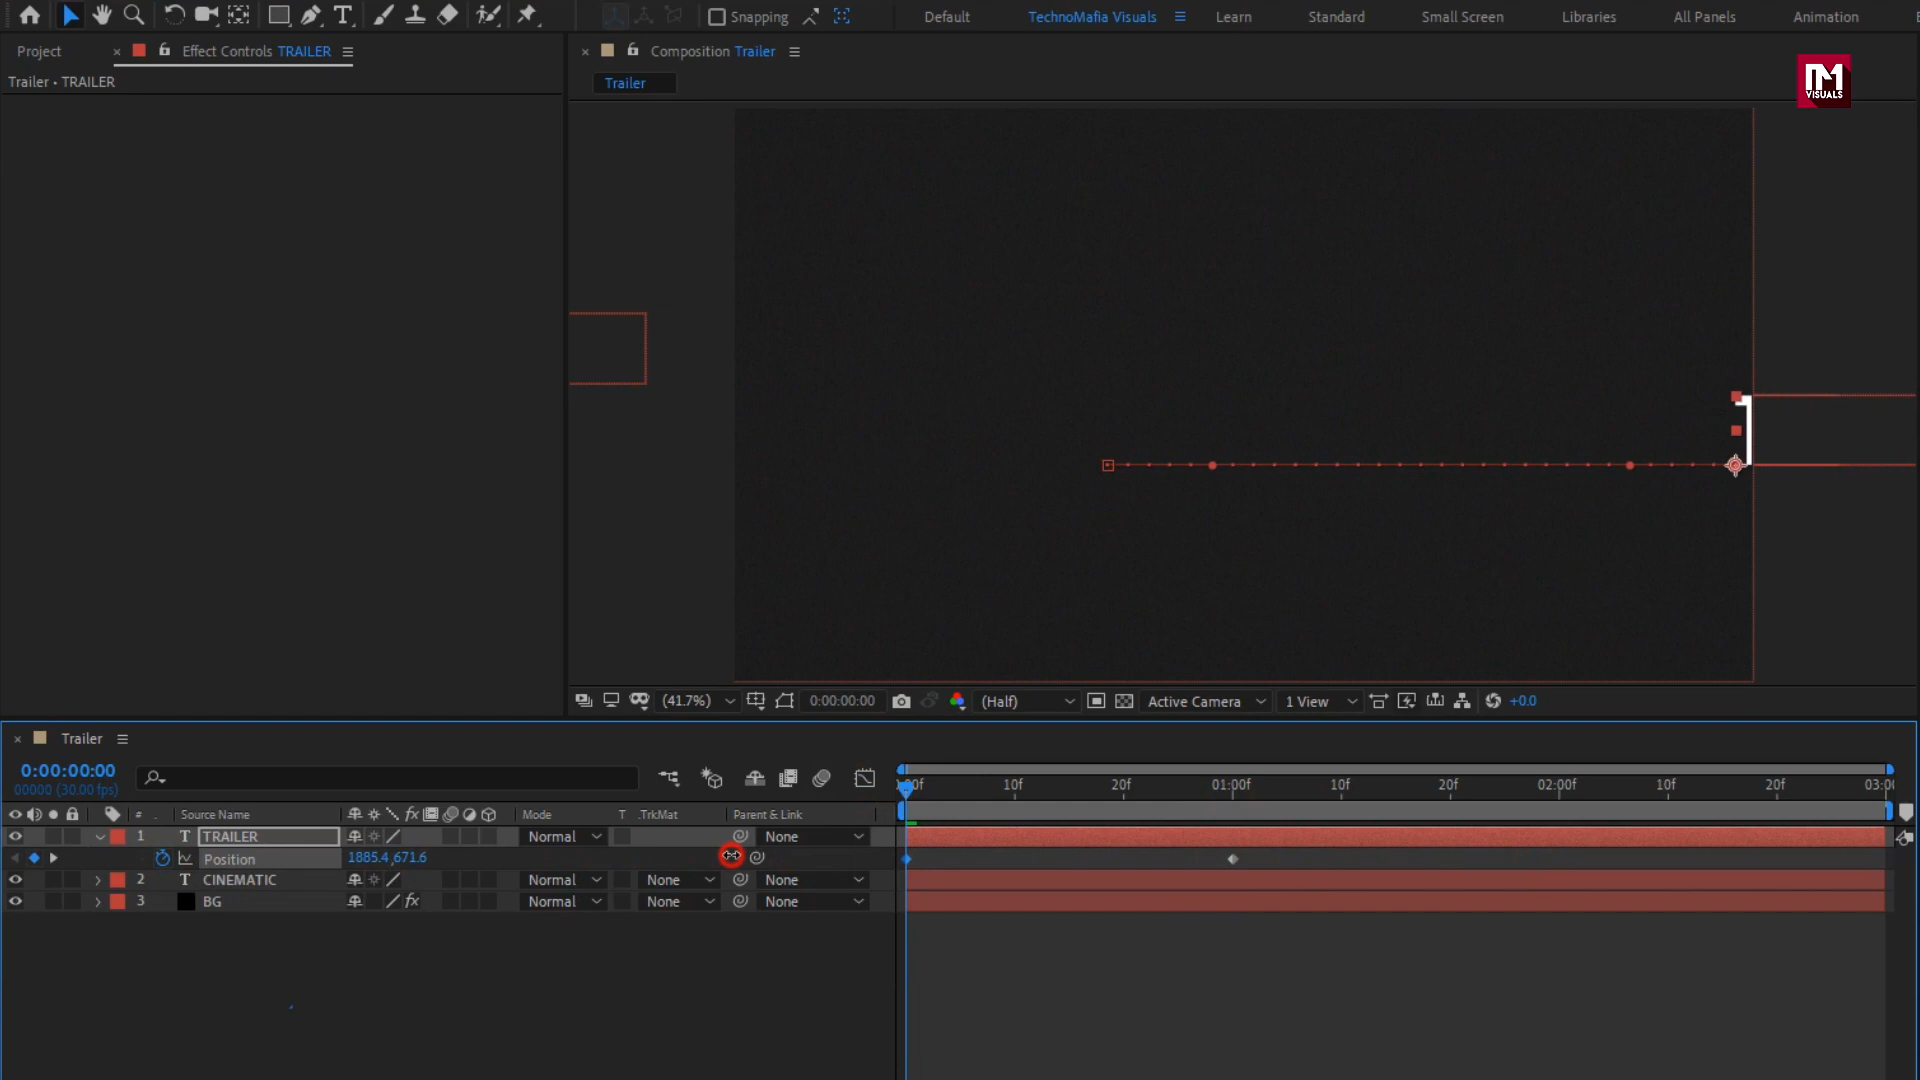 Snapping
Default
TechnoMafia Visuals
Learn
Standard
Small Screen
Libraries
All Panels
Animation
Project
Effect Controls TRAILER
Composition Trailer
Trailer • TRAILER
Trailer
VISUALS
(41.7%)
0:00:00:00
(Half)
Active Camera
1 View
+0.0
Trailer
0:00:00:00
00000 (30.00 fps)
10f
20f
01:00f
10f
20f
02:00f
10f
20f
# . Source Name
Mode
T .TrkMat
Parent & Link
1 T TRAILER
Normal
None
Position
1885.4,671.6
2 T CINEMATIC
Normal
None
None
3 BG
fx
Normal
None
None